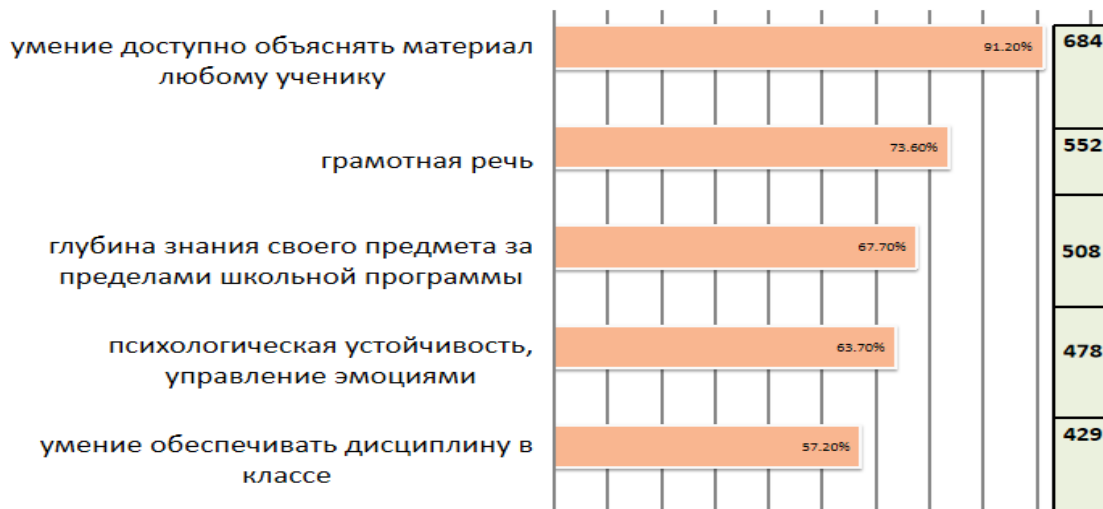 умение доступно объяснять материал
любому ученику
91.20%
684
грамотная речь
73.60%
552
глубина знания своего предмета за
пределами школьной программы
67.70%
508
психологическая устойчивость,
управление эмоциями
63.70%
478
умение обеспечивать дисциплину в
классе
57.20%
429